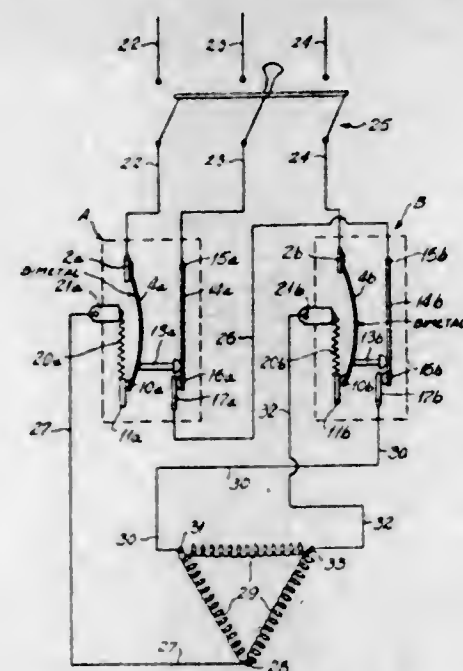 22 23 24
25
22 23 24
A B
2a 15a 2b 15b
BIMETAL 4a 14a 4b 14b
21a 26 21b BIMETAL
20a 13a 20b 13b
10a 16a 10b 16b
11a 17a 32 11b 17b
27 30
30
30 31 33 32
29
27 28